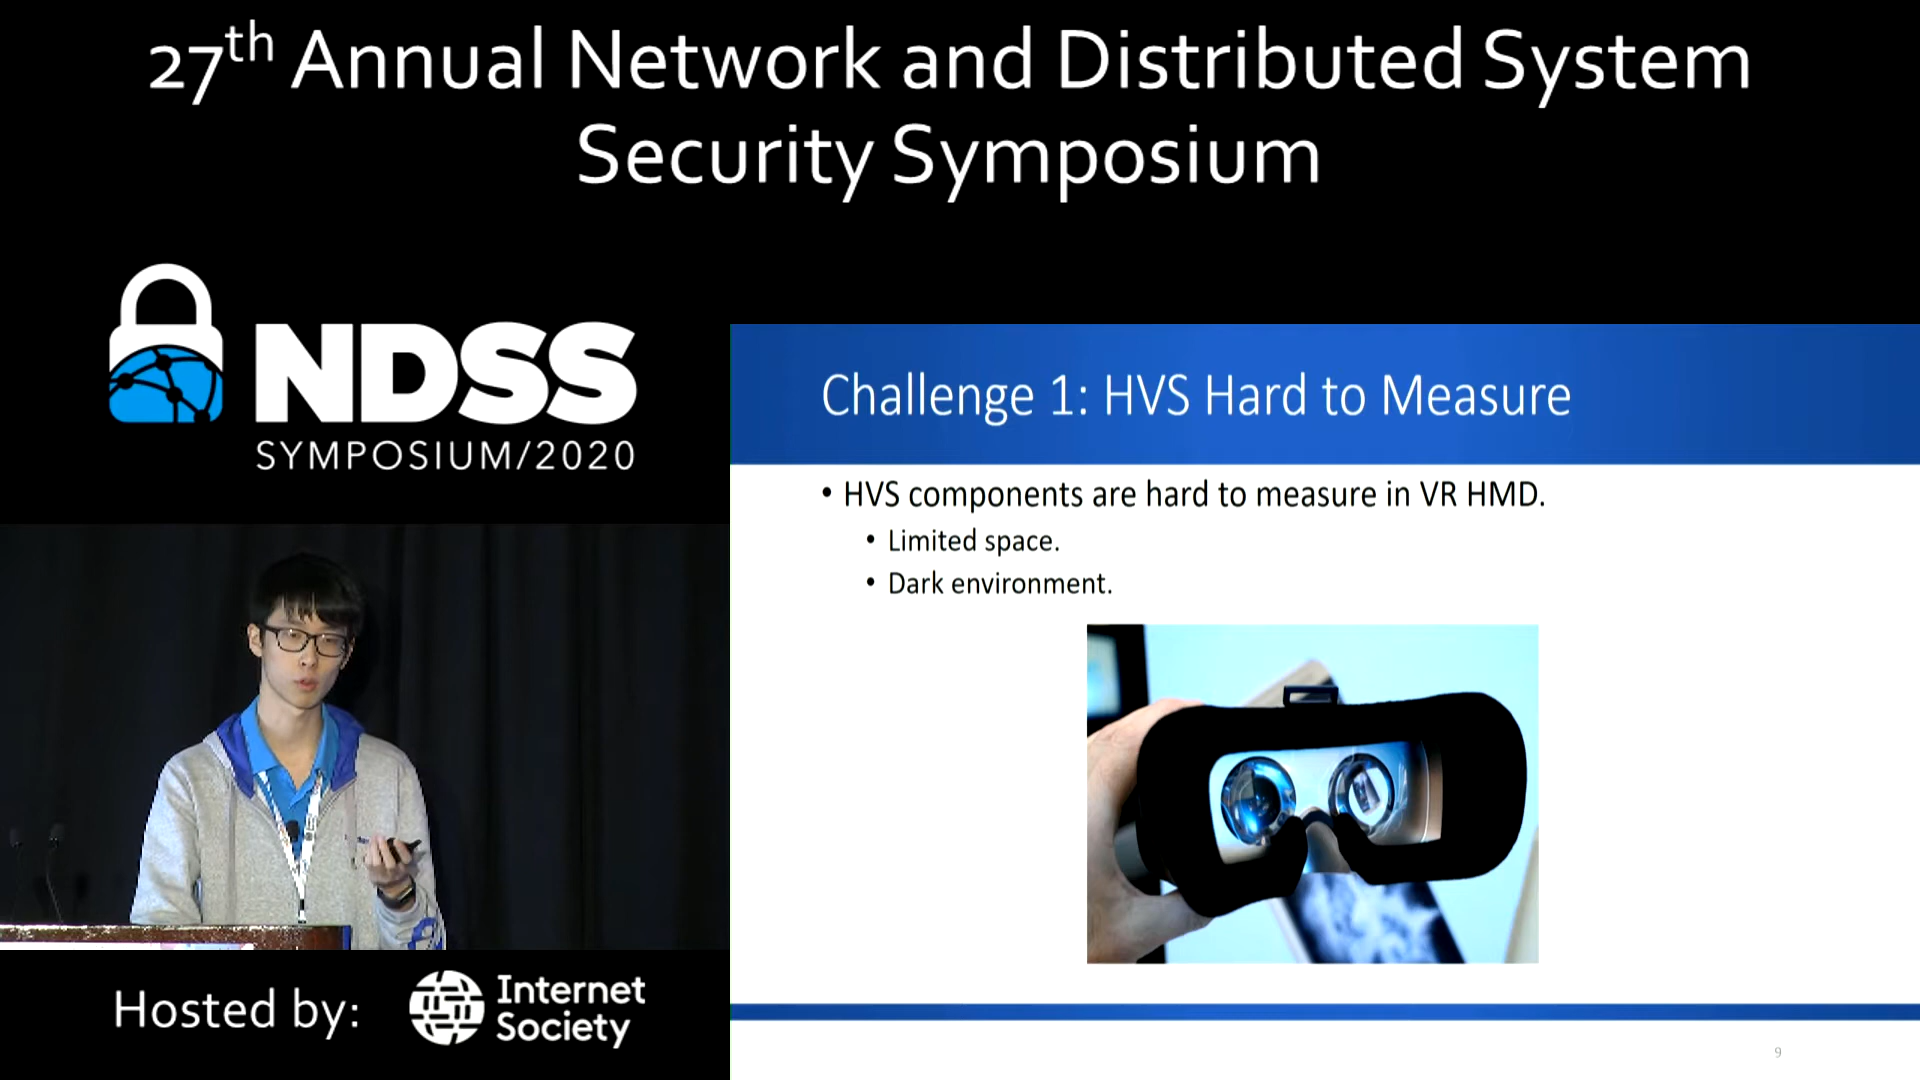 27th Annual Network and Distributed System
Security Symposium
NDSS
SYMPOSIUM/2020
Challenge 1: HVS Hard to Measure
• HVS components are hard to measure in VR HMD.
• Limited space.
• Dark environment.
Hosted by:
Internet
Society
9